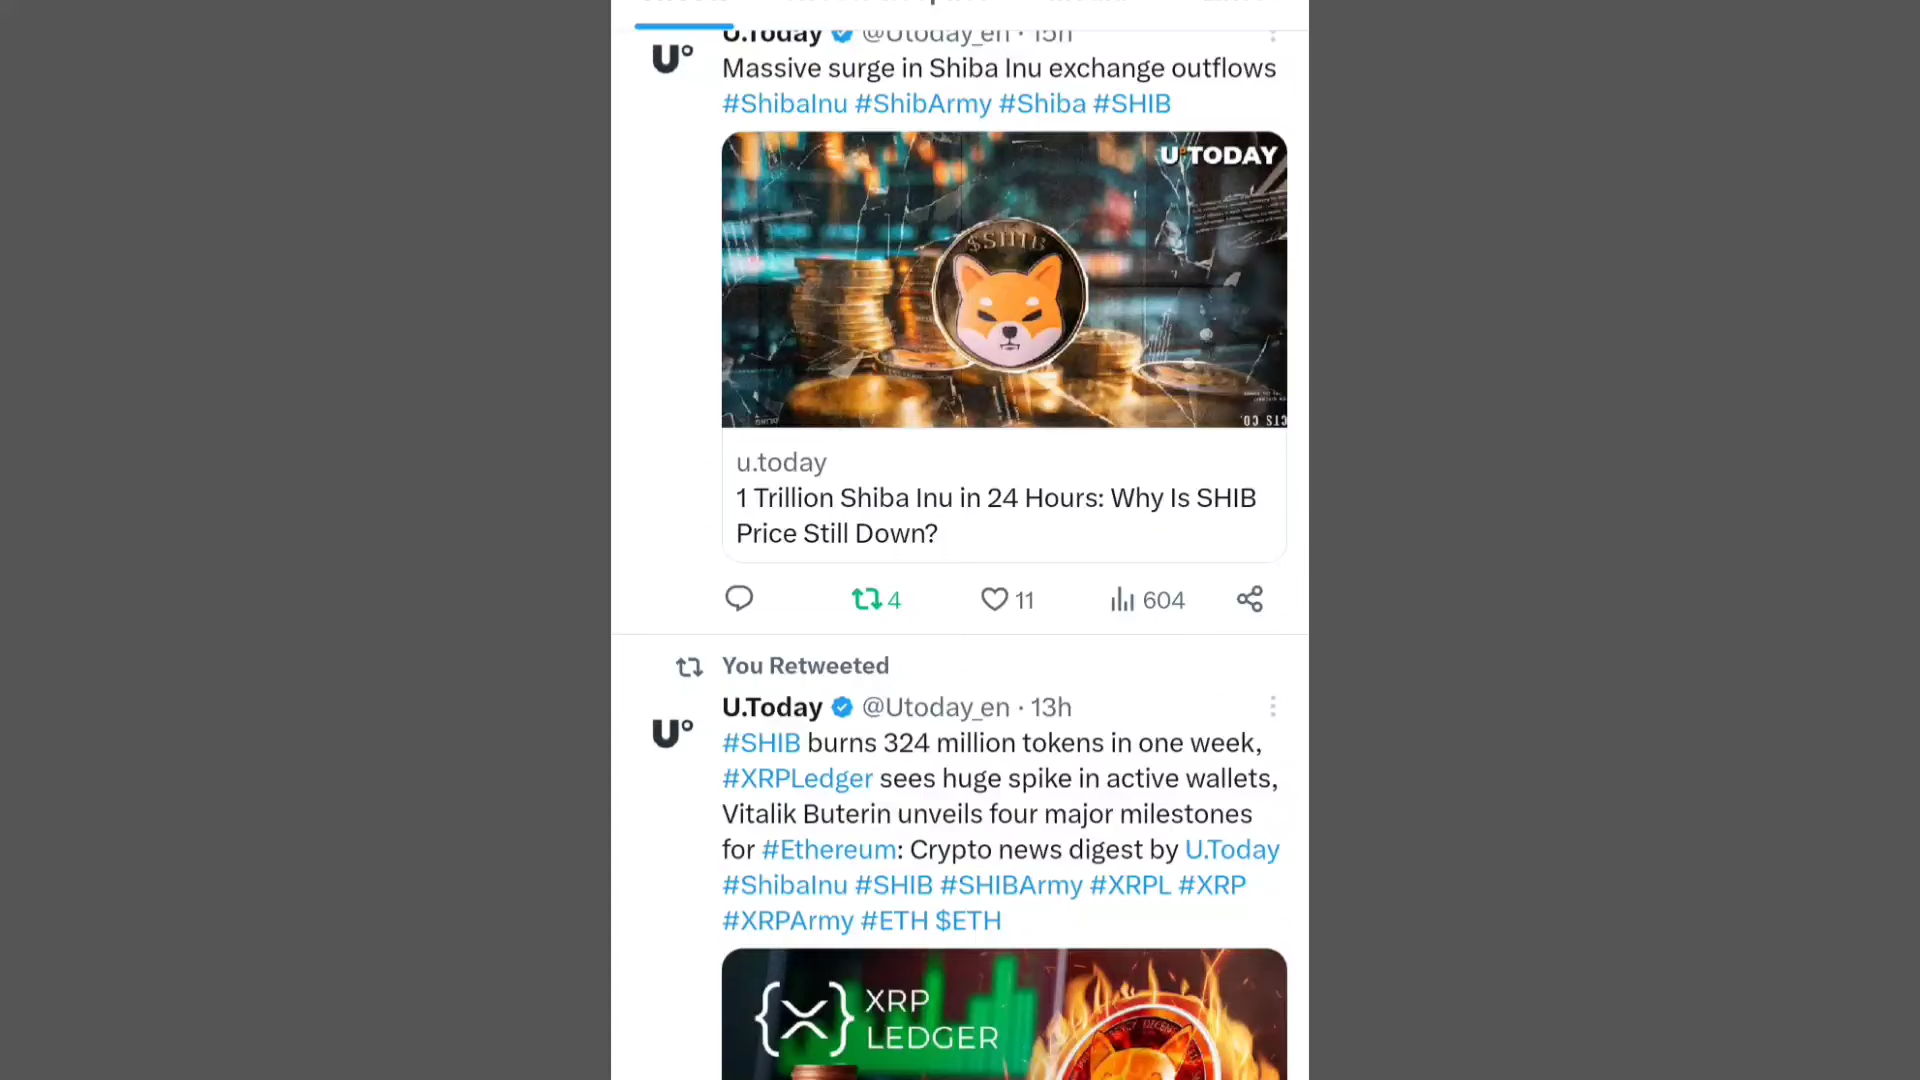 U.Today @Utoday_en · 15h
U°
Massive surge in Shiba Inu exchange outflows
#ShibaInu #ShibArmy #Shiba #SHIB
U TODAY
$SHIB
u.today
1 Trillion Shiba Inu in 24 Hours: Why Is SHIB
Price Still Down?
4 11 604
You Retweeted
U.Today @Utoday_en · 13h
U°
#SHIB burns 324 million tokens in one week,
#XRPLedger sees huge spike in active wallets,
Vitalik Buterin unveils four major milestones
for #Ethereum: Crypto news digest by U.Today
#ShibaInu #SHIB #SHIBArmy #XRPL #XRP
#XRPArmy #ETH $ETH
XRP
LEDGER